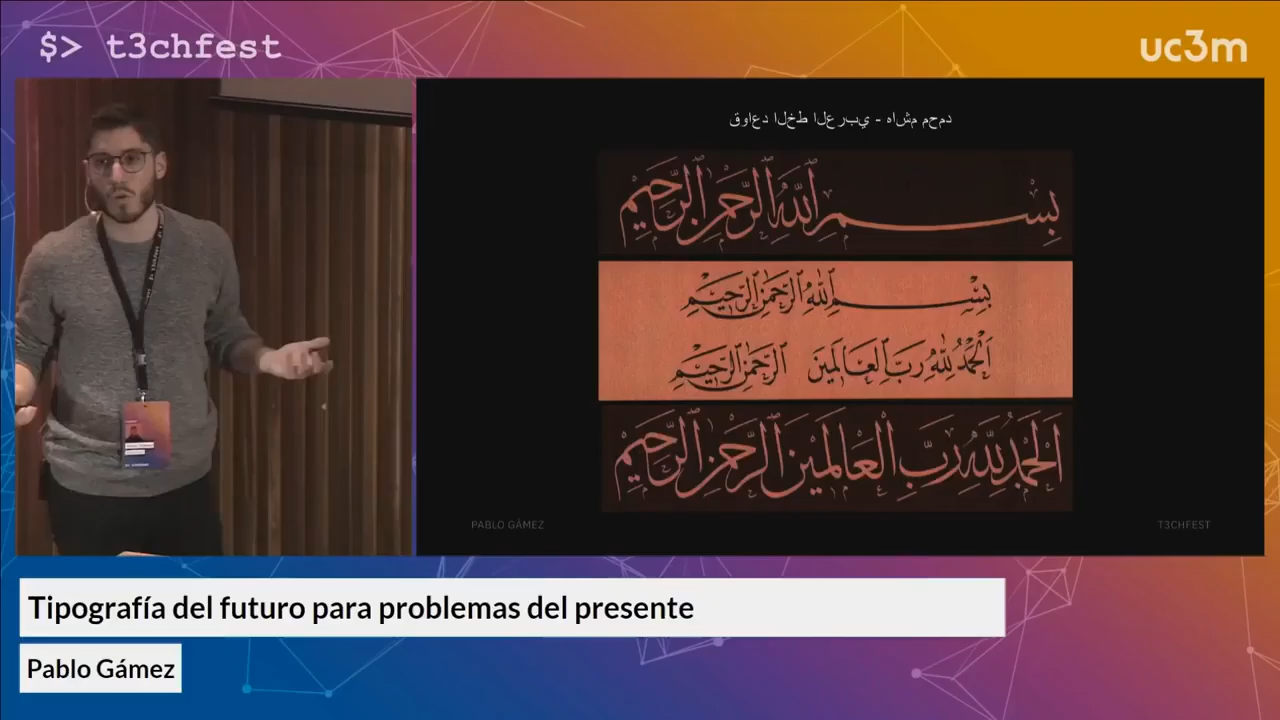 $> t3chfest
uc3m
قواعد الخط العربي - هاشم محمد
بسم الله الرحمن الرحيم
بسم الله الرحمن الرحيم
الحمد لله رب العالمين الرحمن الرحيم
الحمد لله رب العالمين الرحمن الرحيم
PABLO GÁMEZ
T3CHFEST
Tipografía del futuro para problemas del presente
Pablo Gámez